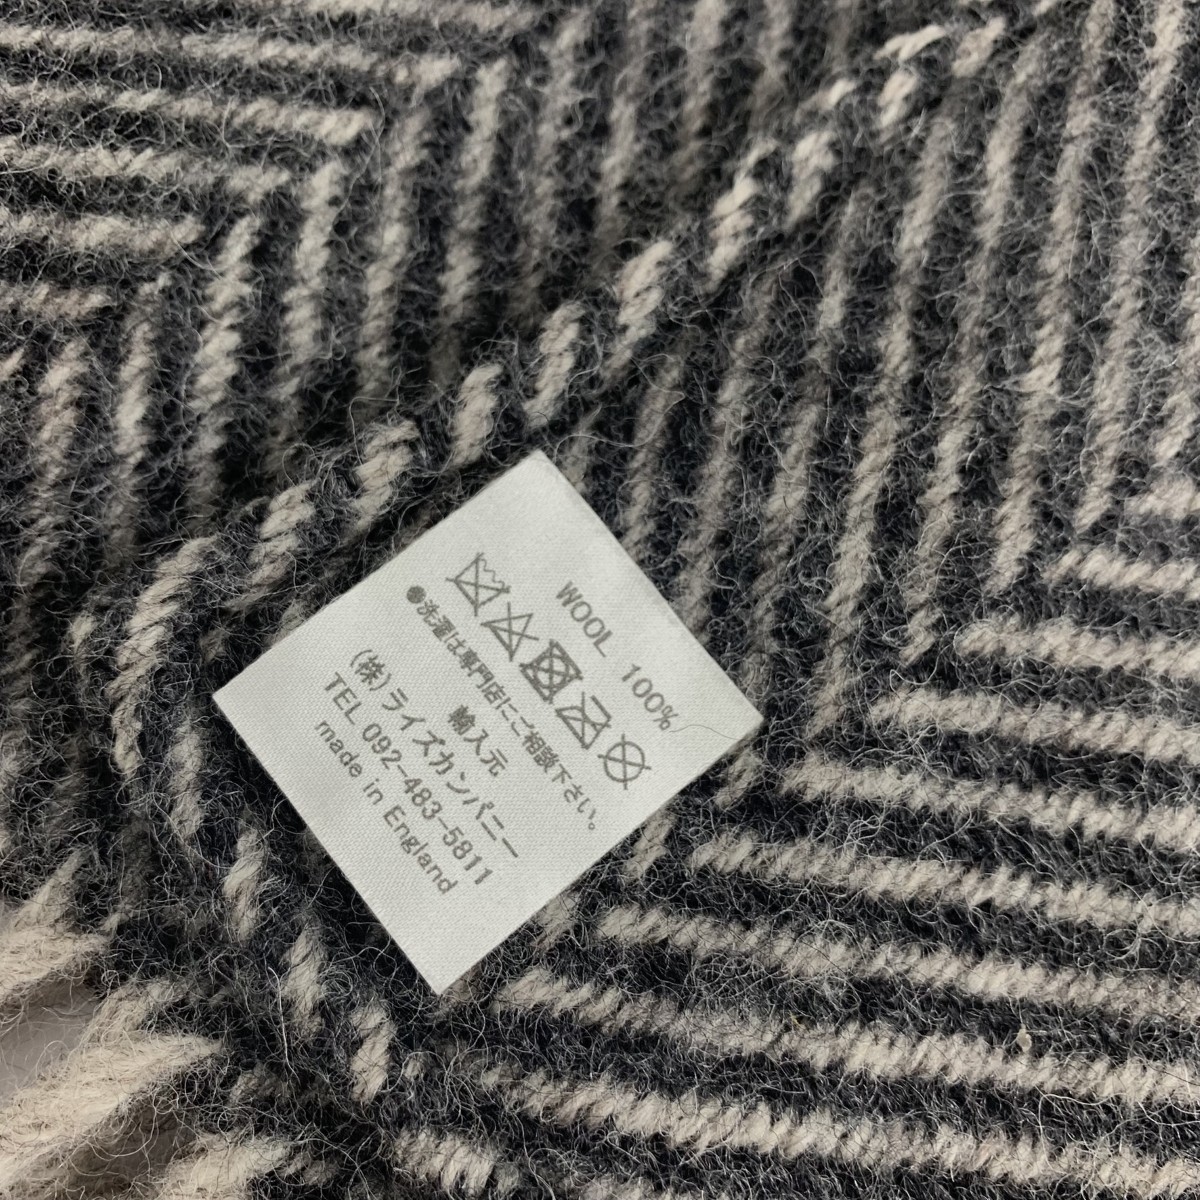 WOOL 100%
●洗濯は専門店にご相談下さい。
輸入元
(株)ライズカンパニー
TEL 092-483-5811
made in England